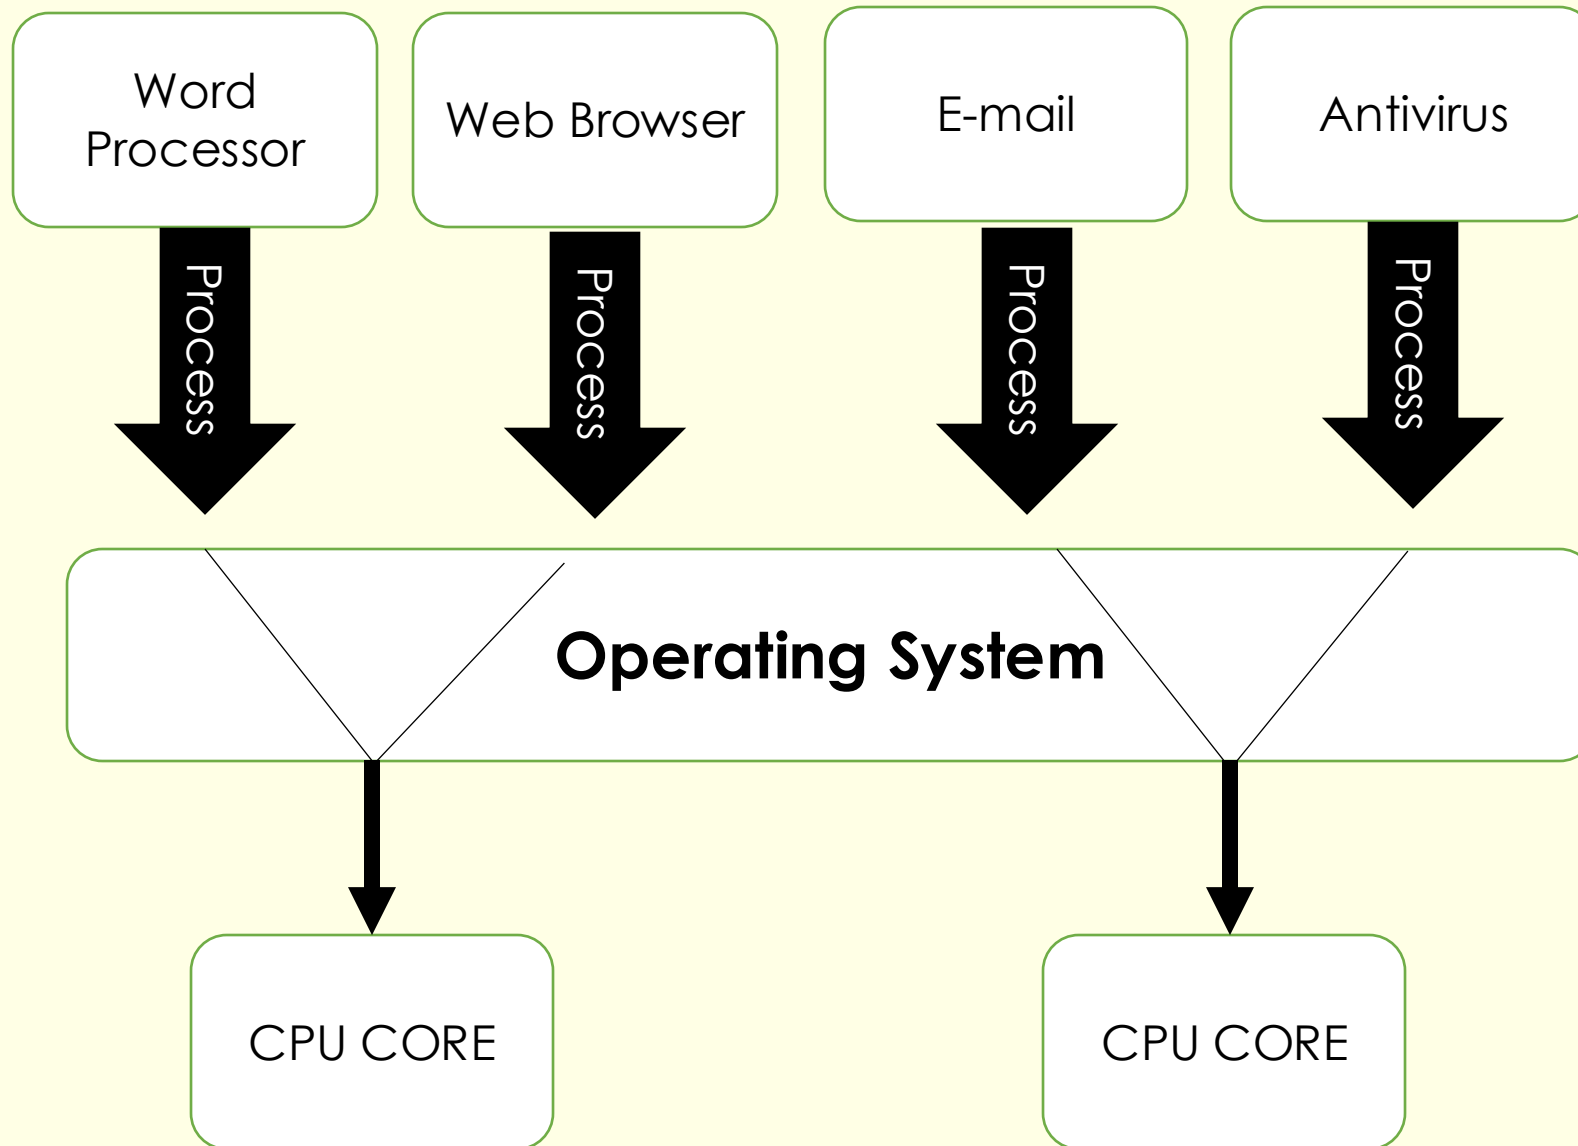 Word
Processor
Web Browser
E-mail
Antivirus
Process
Process
Process
Process
Operating System
CPU CORE
CPU CORE